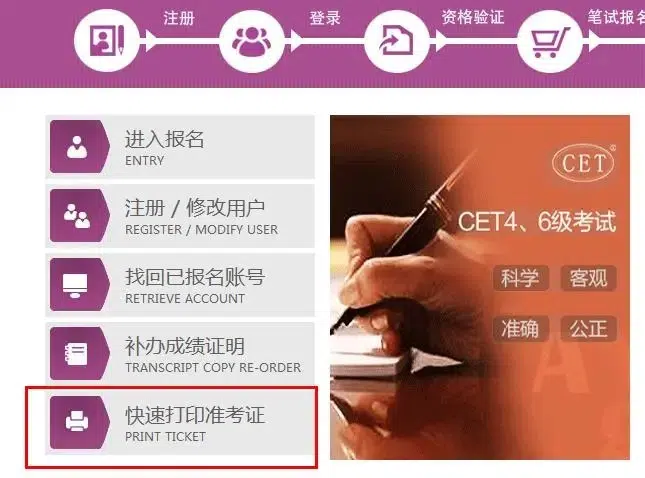 注册
登录
资格验证
笔试报名
进入报名
ENTRY
注册 / 修改用户
REGISTER / MODIFY USER
找回已报名账号
RETRIEVE ACCOUNT
补办成绩证明
TRANSCRIPT COPY RE-ORDER
快速打印准考证
PRINT TICKET
CET®
CET4、6级考试
科学 客观
准确 公正
A